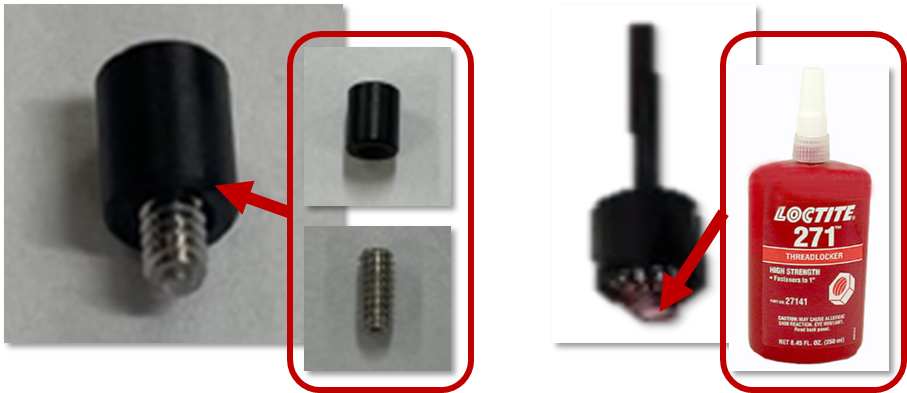 LOCTITE®
271™
THREADLOCKER
HIGH STRENGTH
• Fasteners to 1"
PART NO. 27141
CAUTION: MAY CAUSE ALLERGIC
SKIN REACTION. EYE IRRITANT.
Read back panel.
NET 8.45 FL. OZ. (250 ml)